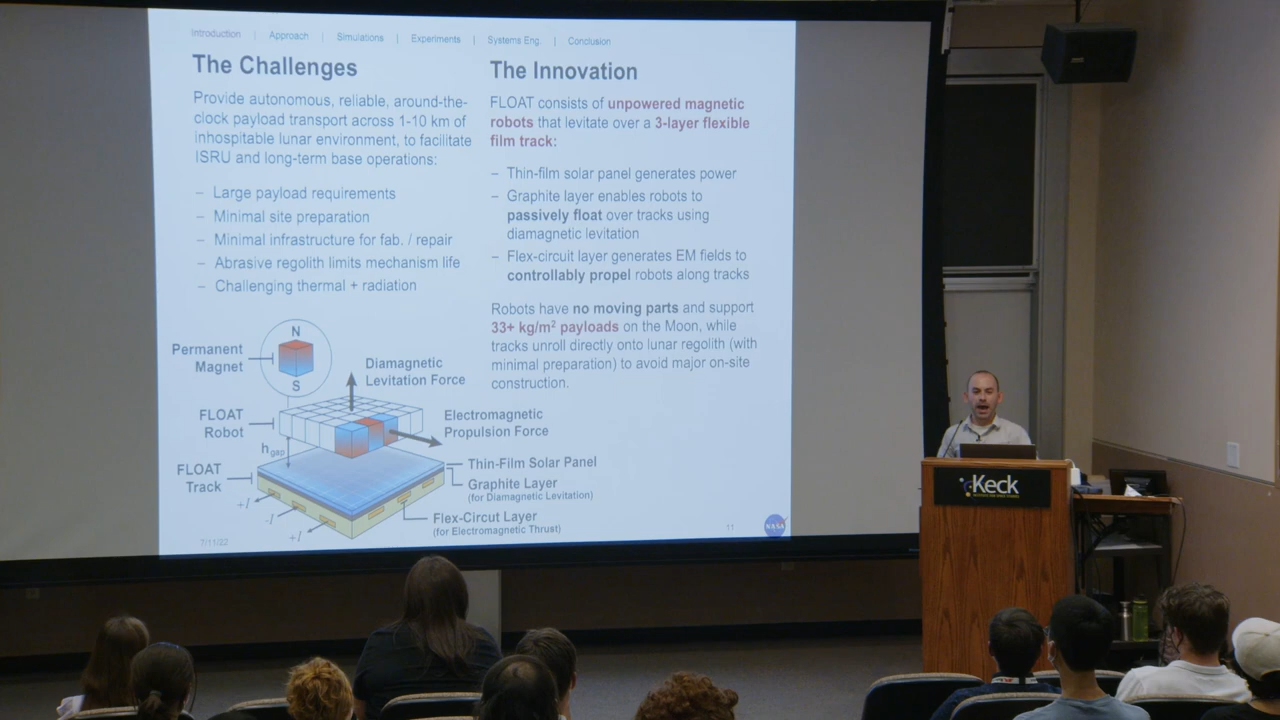 Introduction | Approach | Simulations | Experiments | Systems Eng. | Conclusion
The Challenges
Provide autonomous, reliable, around-the-
clock payload transport across 1-10 km of
inhospitable lunar environment, to facilitate
ISRU and long-term base operations:
– Large payload requirements
– Minimal site preparation
– Minimal infrastructure for fab. / repair
– Abrasive regolith limits mechanism life
– Challenging thermal + radiation
The Innovation
FLOAT consists of unpowered magnetic
robots that levitate over a 3-layer flexible
film track:
– Thin-film solar panel generates power
– Graphite layer enables robots to
passively float over tracks using
diamagnetic levitation
– Flex-circuit layer generates EM fields to
controllably propel robots along tracks
Robots have no moving parts and support
33+ kg/m² payloads on the Moon, while
tracks unroll directly onto lunar regolith (with
minimal preparation) to avoid major on-site
construction.
N
Permanent
Magnet
S
Diamagnetic
Levitation Force
FLOAT
Robot
Electromagnetic
Propulsion Force
hgap
FLOAT
Track
Thin-Film Solar Panel
Graphite Layer
(for Diamagnetic Levitation)
Flex-Circut Layer
(for Electromagnetic Thrust)
+I
-I
+I
7/11/22
11
NASA
Keck